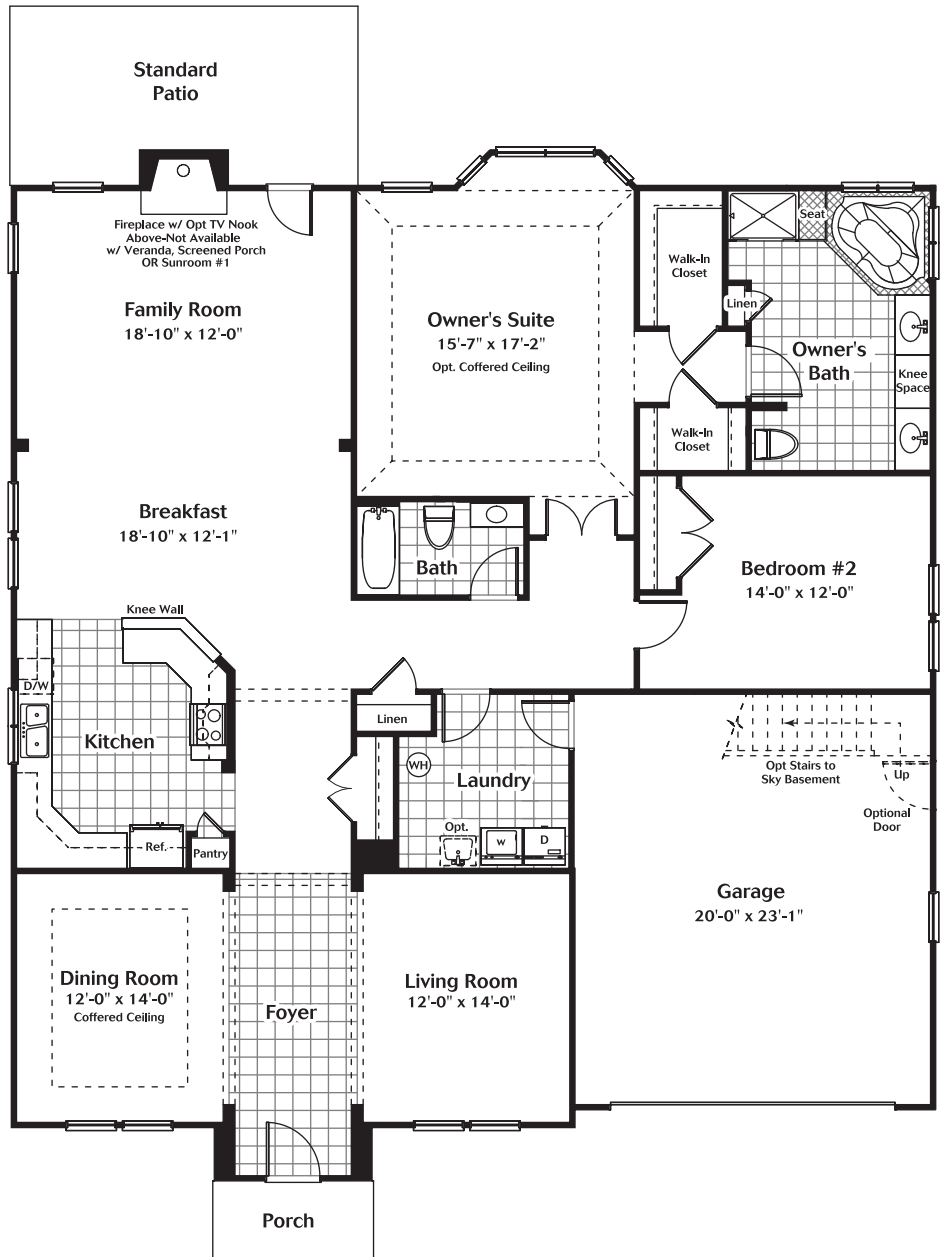 Standard
Patio
Fireplace w/ Opt TV Nook
Above-Not Available
w/ Veranda, Screened Porch
OR Sunroom #1
Family Room
18'-10" x 12'-0"
Owner's Suite
15'-7" x 17'-2"
Opt. Coffered Ceiling
Walk-In
Closet
Seat
Linen
Owner's
Bath
Knee
Space
Walk-In
Closet
Breakfast
18'-10" x 12'-1"
Bath
Bedroom #2
14'-0" x 12'-0"
Knee Wall
D/W
Kitchen
Ref.
Pantry
Linen
WH
Laundry
Opt.
W
D
Opt Stairs to
Sky Basement
Up
Optional
Door
Garage
20'-0" x 23'-1"
Dining Room
12'-0" x 14'-0"
Coffered Ceiling
Foyer
Living Room
12'-0" x 14'-0"
Porch